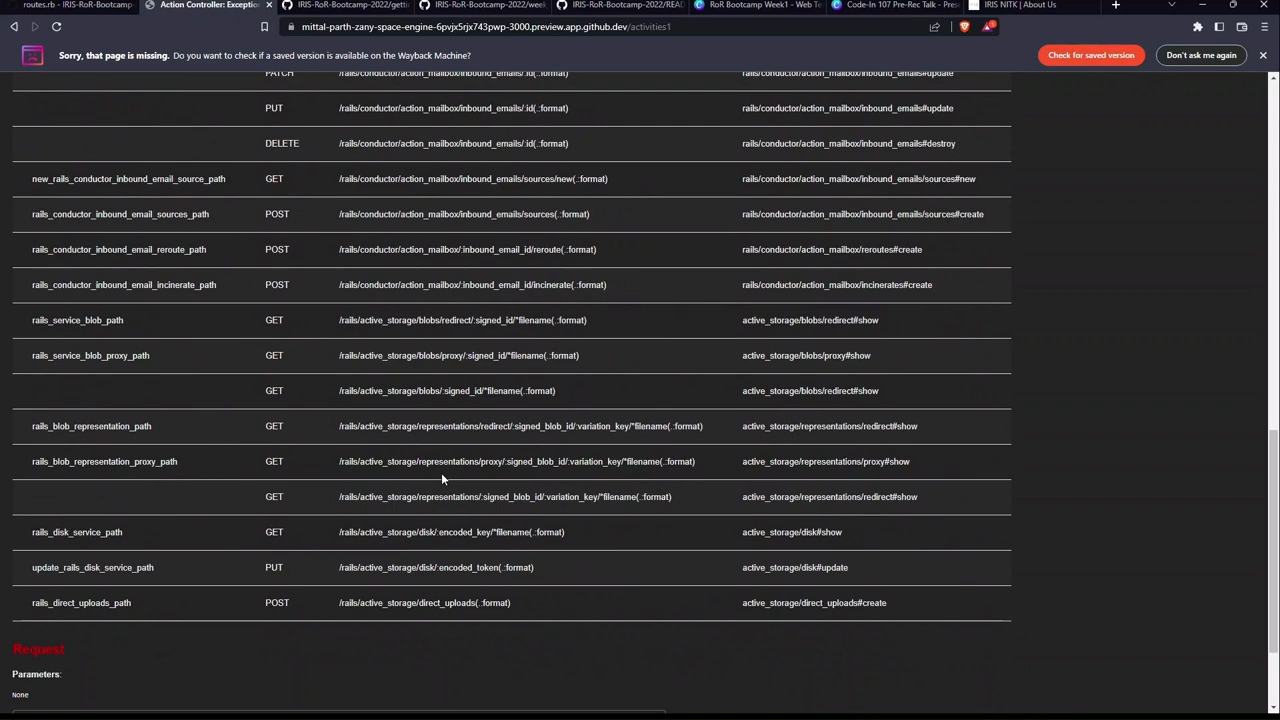 routes.rb - IRIS-RoR-Bootcamp- Action Controller: Excepti IRIS-RoR-Bootcamp-2022/getti IRIS-RoR-Bootcamp-2022/week IRIS-RoR-Bootcamp-2022/READ RoR Bootcamp Week1 - Web Te Code-In 107 Pre-Rec Talk - Pres IRIS NITK | About Us
mittal-parth-zany-space-engine-6pvjx5rjx743pwp-3000.preview.app.github.dev/activities1
Sorry, that page is missing. Do you want to check if a saved version is available on the Wayback Machine? Check for saved version Don't ask me again
PATCH /rails/conductor/action_mailbox/inbound_emails/:id(.:format) rails/conductor/action_mailbox/inbound_emails#update
PUT /rails/conductor/action_mailbox/inbound_emails/:id(.:format) rails/conductor/action_mailbox/inbound_emails#update
DELETE /rails/conductor/action_mailbox/inbound_emails/:id(.:format) rails/conductor/action_mailbox/inbound_emails#destroy
new_rails_conductor_inbound_email_source_path GET /rails/conductor/action_mailbox/inbound_emails/sources/new(.:format) rails/conductor/action_mailbox/inbound_emails/sources#new
rails_conductor_inbound_email_sources_path POST /rails/conductor/action_mailbox/inbound_emails/sources(.:format) rails/conductor/action_mailbox/inbound_emails/sources#create
rails_conductor_inbound_email_reroute_path POST /rails/conductor/action_mailbox/:inbound_email_id/reroute(.:format) rails/conductor/action_mailbox/reroutes#create
rails_conductor_inbound_email_incinerate_path POST /rails/conductor/action_mailbox/:inbound_email_id/incinerate(.:format) rails/conductor/action_mailbox/incinerates#create
rails_service_blob_path GET /rails/active_storage/blobs/redirect/:signed_id/*filename(.:format) active_storage/blobs/redirect#show
rails_service_blob_proxy_path GET /rails/active_storage/blobs/proxy/:signed_id/*filename(.:format) active_storage/blobs/proxy#show
GET /rails/active_storage/blobs/:signed_id/*filename(.:format) active_storage/blobs/redirect#show
rails_blob_representation_path GET /rails/active_storage/representations/redirect/:signed_blob_id/:variation_key/*filename(.:format) active_storage/representations/redirect#show
rails_blob_representation_proxy_path GET /rails/active_storage/representations/proxy/:signed_blob_id/:variation_key/*filename(.:format) active_storage/representations/proxy#show
GET /rails/active_storage/representations/:signed_blob_id/:variation_key/*filename(.:format) active_storage/representations/redirect#show
rails_disk_service_path GET /rails/active_storage/disk/:encoded_key/*filename(.:format) active_storage/disk#show
update_rails_disk_service_path PUT /rails/active_storage/disk/:encoded_token(.:format) active_storage/disk#update
rails_direct_uploads_path POST /rails/active_storage/direct_uploads(.:format) active_storage/direct_uploads#create
Request
Parameters:
None